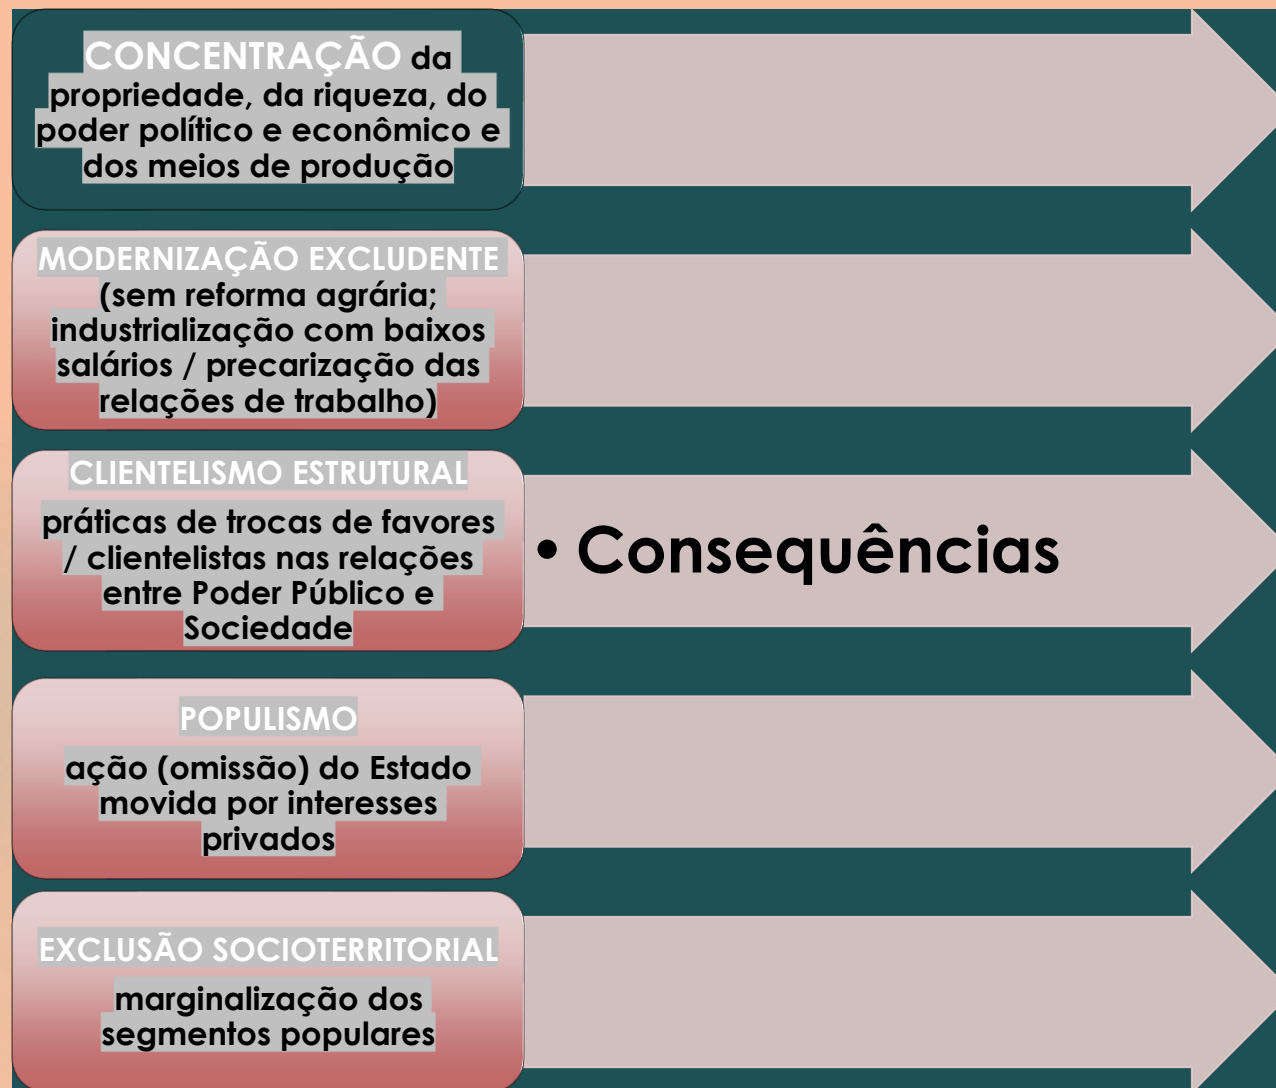 CONCENTRAÇÃO da
propriedade, da riqueza, do
poder político e econômico e
dos meios de produção
MODERNIZAÇÃO EXCLUDENTE
(sem reforma agrária;
industrialização com baixos
salários / precarização das
relações de trabalho)
CLIENTELISMO ESTRUTURAL
práticas de trocas de favores
/ clientelistas nas relações
entre Poder Público e
Sociedade
• Consequências
POPULISMO
ação (omissão) do Estado
movida por interesses
privados
EXCLUSÃO SOCIOTERRITORIAL
marginalização dos
segmentos populares